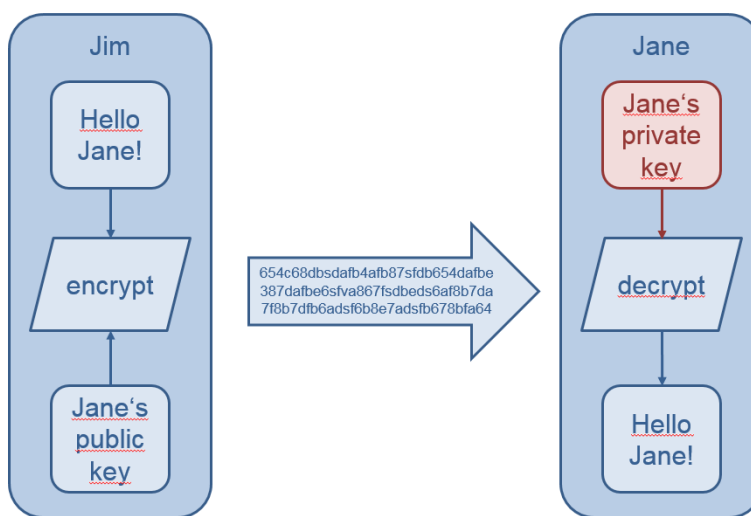 Jim
Hello
Jane!
encrypt
Jane‘s
public
key
654c68dbsdafb4afb87sfdb654dafbe
387dafbe6sfva867fsdbeds6af8b7da
7f8b7dfb6adsf6b8e7adsfb678bfa64
Jane
Jane‘s
private
key
decrypt
Hello
Jane!